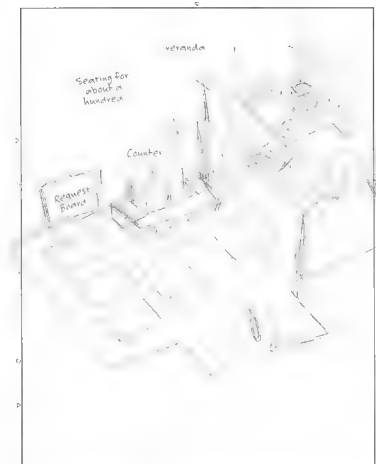 veranda
Seating for
about a
hundred
Counter
Request
Board